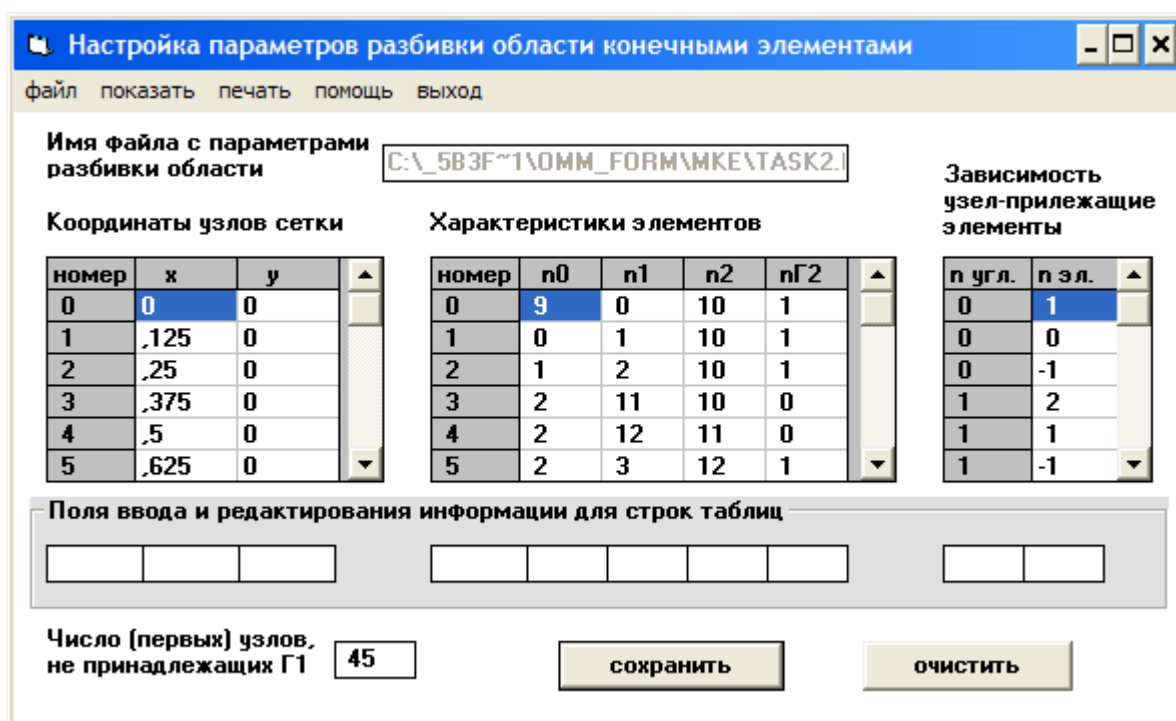 Настройка параметров разбивки области конечными элементами
файл показать печать помощь выход
Имя файла с параметрами
разбивки области
C:\_5B3F~1\OMM_FORM\MKE\TASK2.
Зависимость
узел-прилежащие
элементы
Координаты узлов сетки
Характеристики элементов
номер x y
0 0 0
1 ,125 0
2 ,25 0
3 ,375 0
4 ,5 0
5 ,625 0
номер n0 n1 n2 nГ2
0 9 0 10 1
1 0 1 10 1
2 1 2 10 1
3 2 11 10 0
4 2 12 11 0
5 2 3 12 1
n угл. n эл.
0 1
0 0
0 -1
1 2
1 1
1 -1
Поля ввода и редактирования информации для строк таблиц
Число (первых) узлов,
не принадлежащих Г1
45
сохранить
очистить